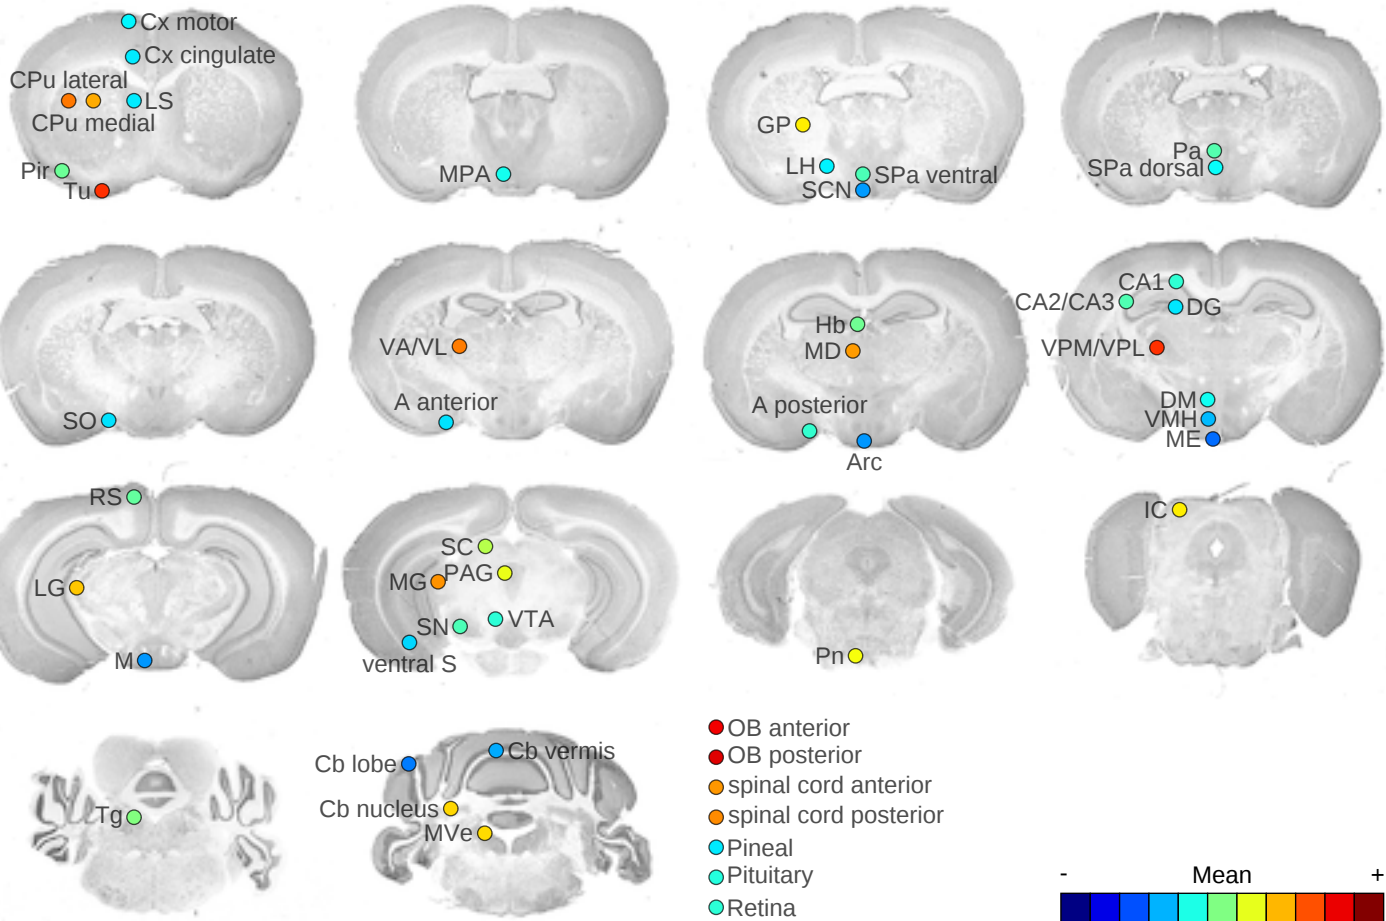 Cx motor
Cx cingulate
CPu lateral
LS
CPu medial
Pir
Tu
MPA
GP
LH
SPa ventral
SCN
Pa
SPa dorsal
SO
VA/VL
A anterior
Hb
MD
A posterior
Arc
CA1
CA2/CA3
DG
VPM/VPL
DM
VMH
ME
RS
LG
M
SC
MG
PAG
SN
VTA
ventral S
Pn
IC
Tg
Cb lobe
Cb vermis
Cb nucleus
MVe
OB anterior
OB posterior
spinal cord anterior
spinal cord posterior
Pineal
Pituitary
Retina
- Mean +